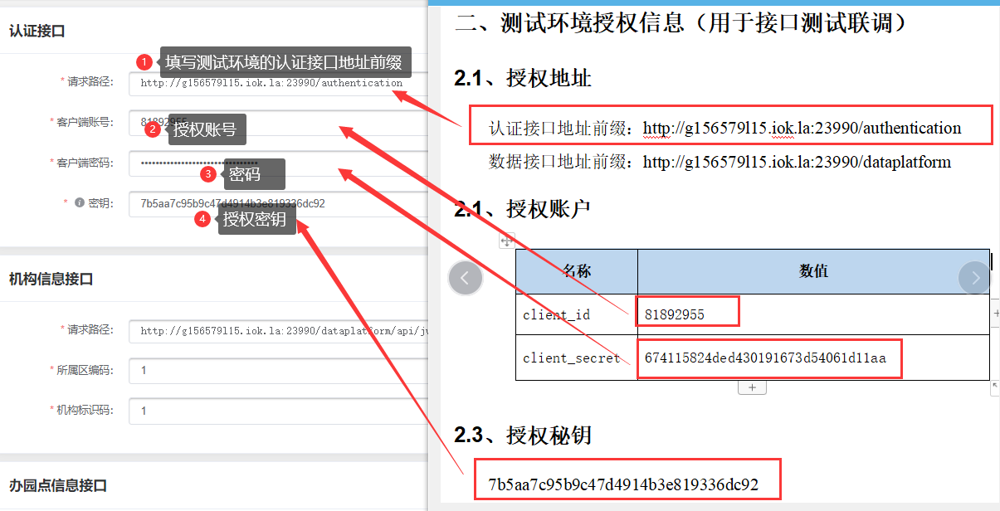 认证接口
1 填写测试环境的认证接口地址前缀
* 请求路径: http://g156579l15.iok.la:23990/authentication
* 客户端账号: 81892955
2 授权账号
* 客户端密码: ••••••••••••••••••••••••••••••••
3 密码
* 密钥: 7b5aa7c95b9c47d4914b3e819336dc92
4 授权密钥
机构信息接口
* 请求路径: http://g156579l15.iok.la:23990/dataplatform/api/
* 所属区编码: 1
* 机构标识码: 1
办园点信息接口
二、测试环境授权信息（用于接口测试联调）
2.1、授权地址
认证接口地址前缀：http://g156579l15.iok.la:23990/authentication
数据接口地址前缀：http://g156579l15.iok.la:23990/dataplatform
2.1、授权账户
名称 数值
client_id 81892955
client_secret 674115824ded430191673d54061d11aa
2.3、授权秘钥
7b5aa7c95b9c47d4914b3e819336dc92